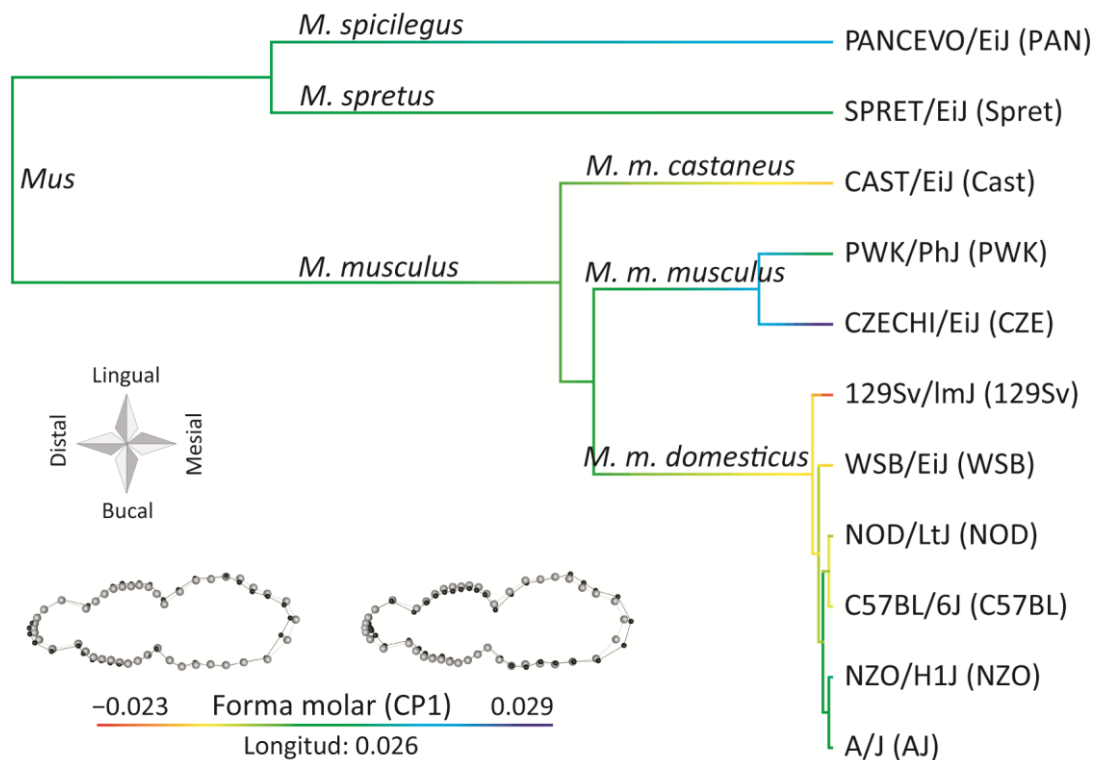 M. spicilegus
PANCEVO/EiJ (PAN)
M. spretus
SPRET/EiJ (Spret)
M. m. castaneus
CAST/EiJ (Cast)
Mus
PWK/PhJ (PWK)
M. musculus
M. m. musculus
CZECHI/EiJ (CZE)
Lingual
129Sv/lmJ (129Sv)
Distal
Mesial
M. m. domesticus
WSB/EiJ (WSB)
Bucal
NOD/LtJ (NOD)
C57BL/6J (C57BL)
NZO/H1J (NZO)
−0.023 Forma molar (CP1) 0.029
Longitud: 0.026
A/J (AJ)